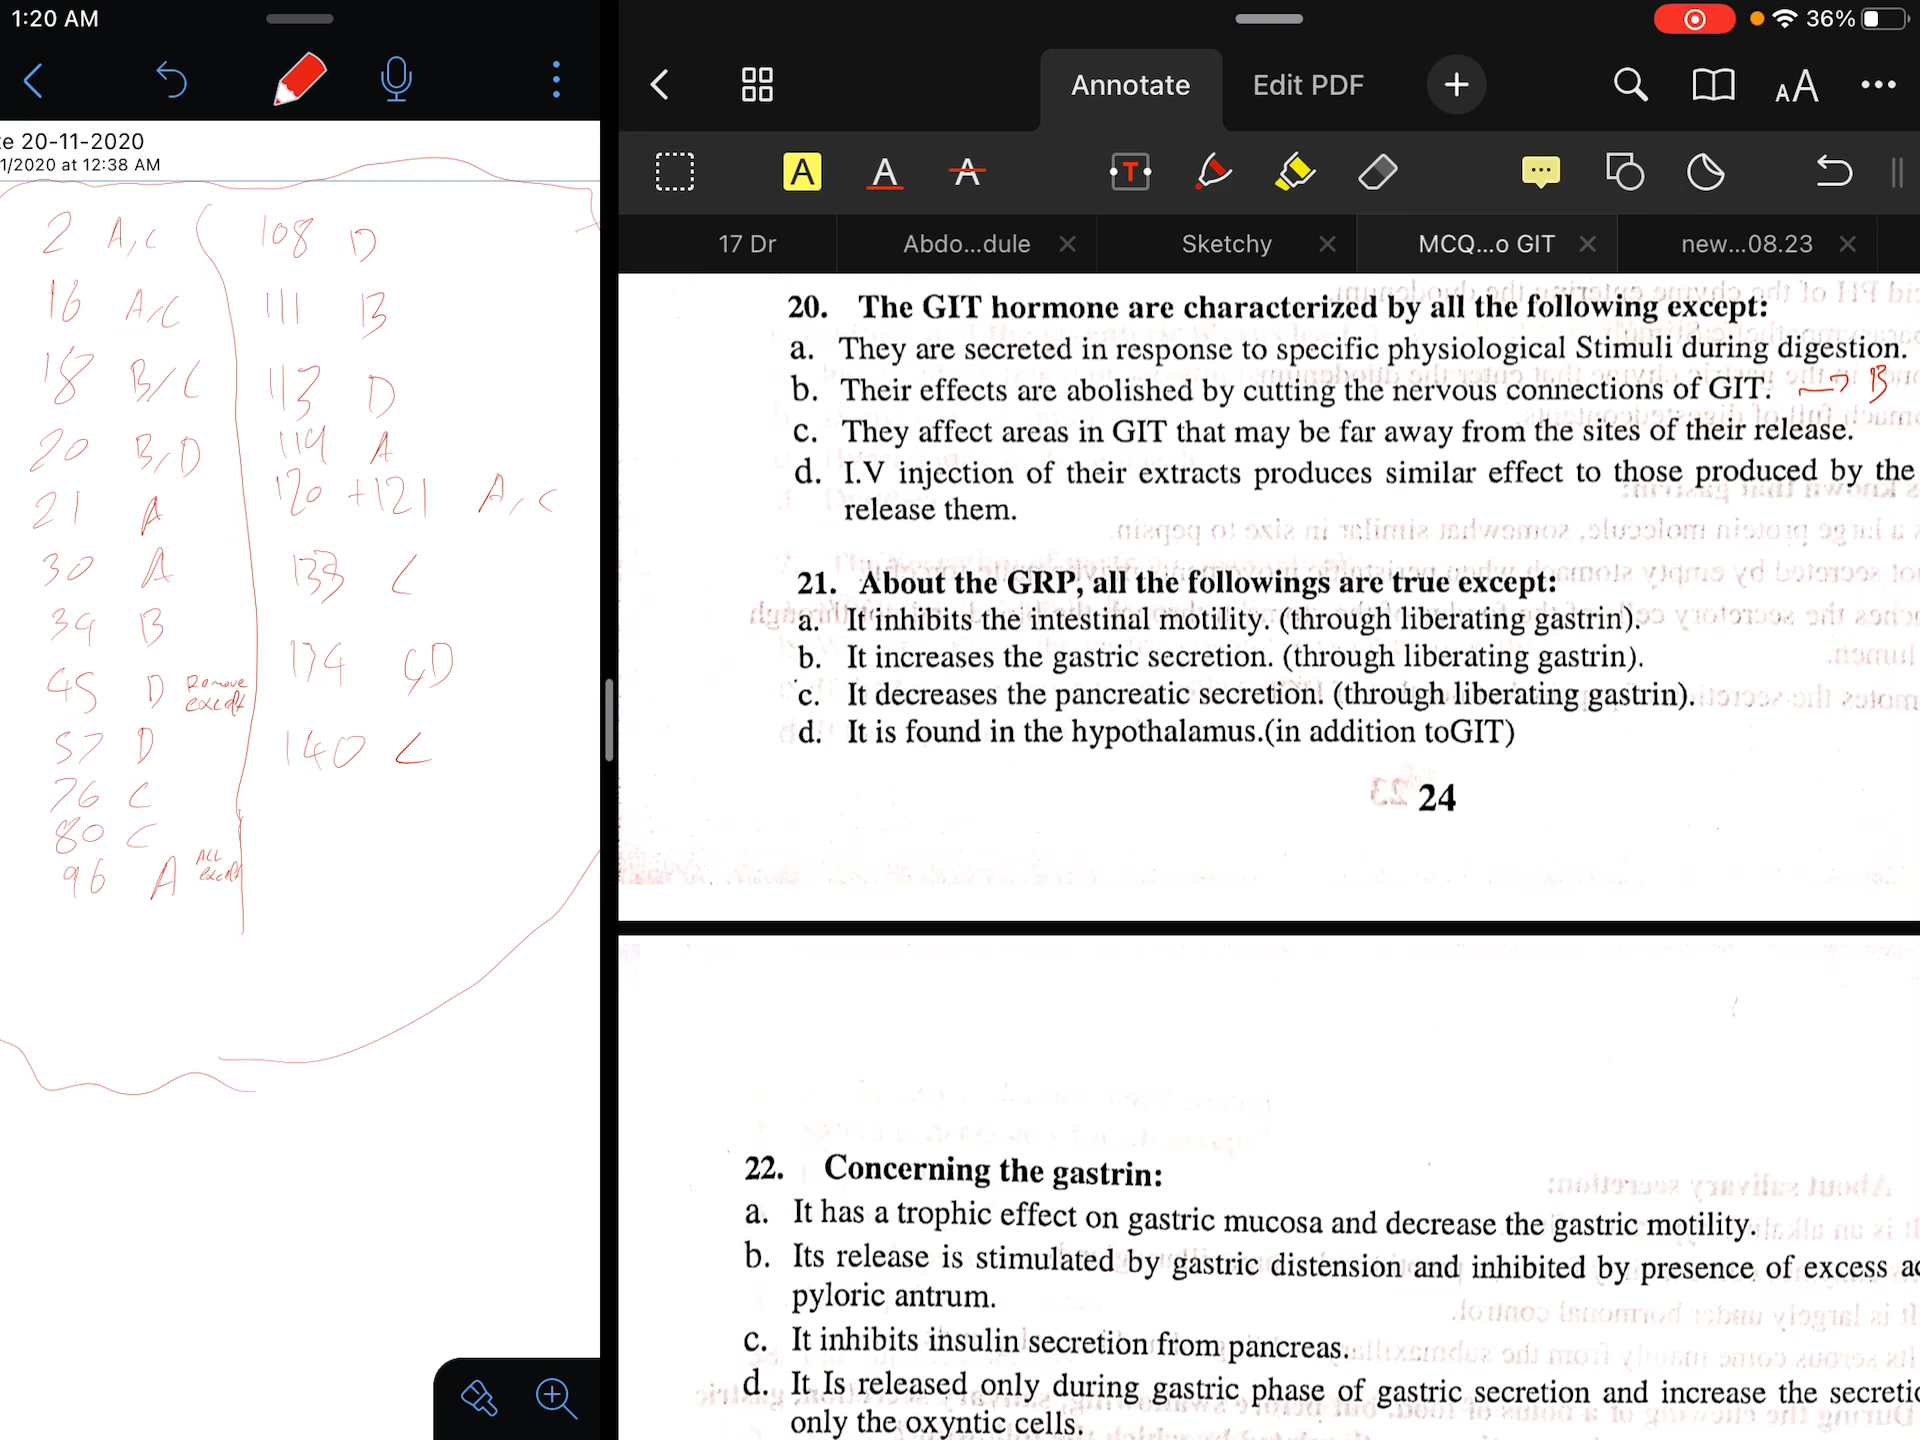 1:20 AM
36%
Annotate
Edit PDF
AA
e 20-11-2020
1/2020 at 12:38 AM
17 Dr
Abdo...dule
Sketchy
MCQ...o GIT
new...08.23
2 A,C
16 A/C
18 B/C
20 B/D
21 A
30 A
34 B
45 D Remove except
57 D
76 C
80 C
96 A ALL except
108 D
111 B
113 D
114 A
120 +121 A,C
133 C
134 C,D
140 C
20. The GIT hormone are characterized by all the following except:
a. They are secreted in response to specific physiological Stimuli during digestion.
b. Their effects are abolished by cutting the nervous connections of GIT. → B
c. They affect areas in GIT that may be far away from the sites of their release.
d. I.V injection of their extracts produces similar effect to those produced by the
release them.
21. About the GRP, all the followings are true except:
a. It inhibits the intestinal motility. (through liberating gastrin).
b. It increases the gastric secretion. (through liberating gastrin).
c. It decreases the pancreatic secretion. (through liberating gastrin).
d. It is found in the hypothalamus.(in addition toGIT)
24
22. Concerning the gastrin:
a. It has a trophic effect on gastric mucosa and decrease the gastric motility.
b. Its release is stimulated by gastric distension and inhibited by presence of excess ac
pyloric antrum.
c. It inhibits insulin secretion from pancreas.
d. It Is released only during gastric phase of gastric secretion and increase the secretio
only the oxyntic cells.